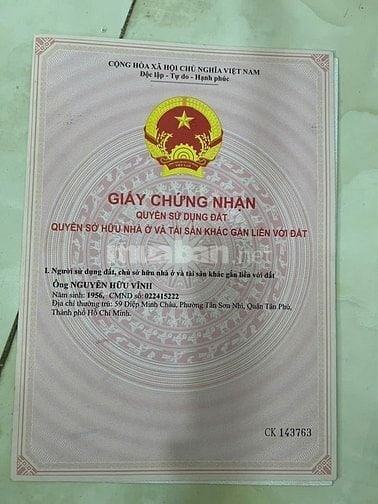 CỘNG HÒA XÃ HỘI CHỦ NGHĨA VIỆT NAM
Độc lập - Tự do - Hạnh phúc
VIỆT NAM
GIẤY CHỨNG NHẬN
QUYỀN SỬ DỤNG ĐẤT
QUYỀN SỞ HỮU NHÀ Ở VÀ TÀI SẢN KHÁC GẮN LIỀN VỚI ĐẤT
muaban.net
I. Người sử dụng đất, chủ sở hữu nhà ở và tài sản khác gắn liền với đất
Ông NGUYỄN HỮU VĨNH
Năm sinh: 1956, CMND số: 022415222
Địa chỉ thường trú: 59 Diệp Minh Châu, Phường Tân Sơn Nhì, Quận Tân Phú,
Thành phố Hồ Chí Minh.
CK 143763